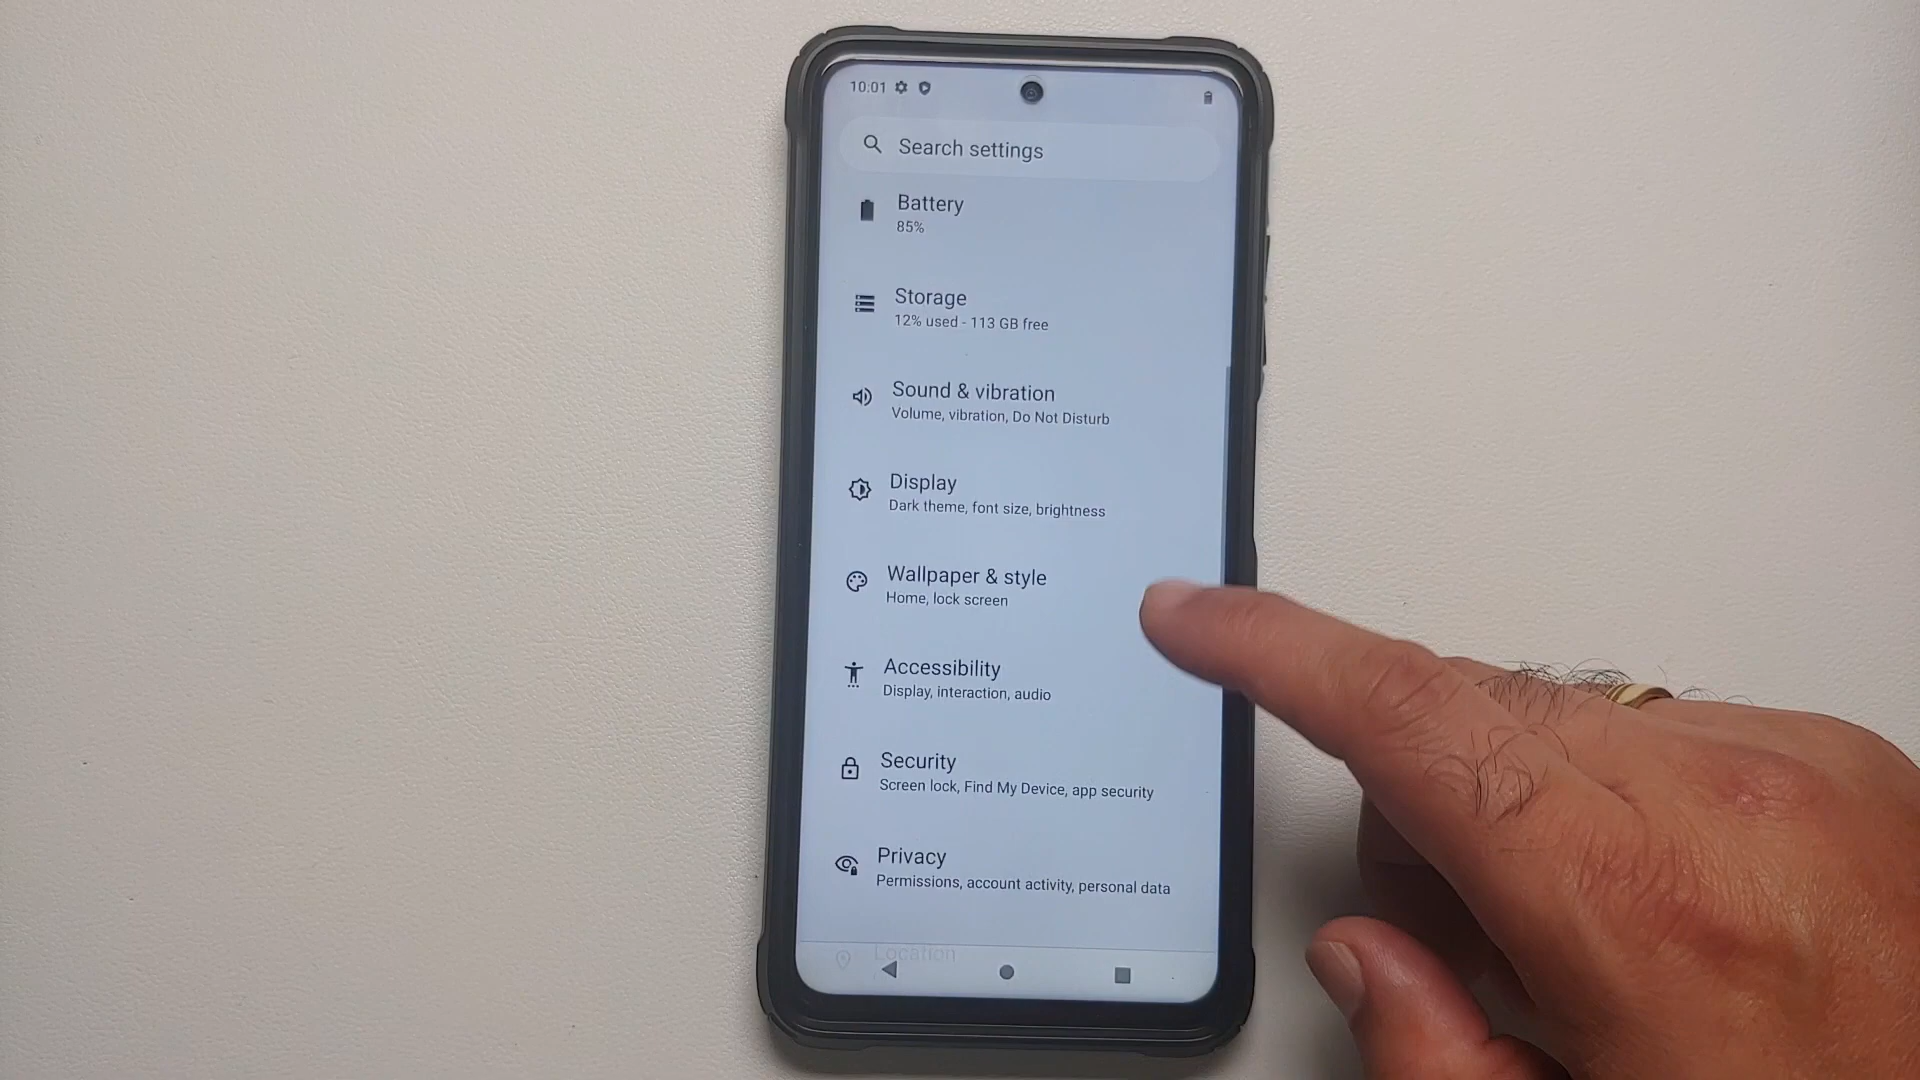 10:01
Search settings
Battery
85%
Storage
12% used - 113 GB free
Sound & vibration
Volume, vibration, Do Not Disturb
Display
Dark theme, font size, brightness
Wallpaper & style
Home, lock screen
Accessibility
Display, interaction, audio
Security
Screen lock, Find My Device, app security
Privacy
Permissions, account activity, personal data
Location